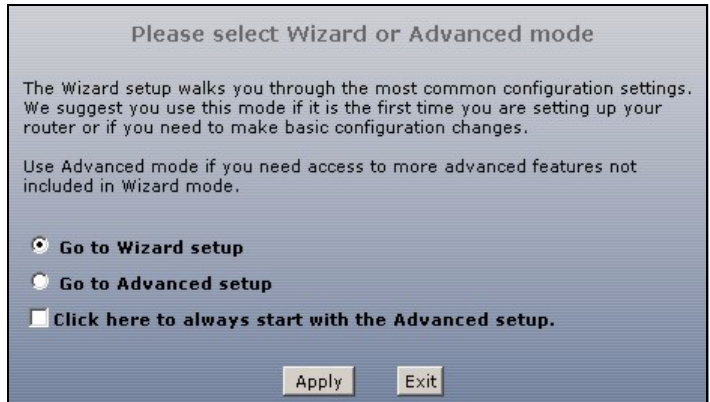 Please select Wizard or Advanced mode
The Wizard setup walks you through the most common configuration settings.
We suggest you use this mode if it is the first time you are setting up your
router or if you need to make basic configuration changes.
Use Advanced mode if you need access to more advanced features not
included in Wizard mode.
Go to Wizard setup
Go to Advanced setup
Click here to always start with the Advanced setup.
Apply Exit